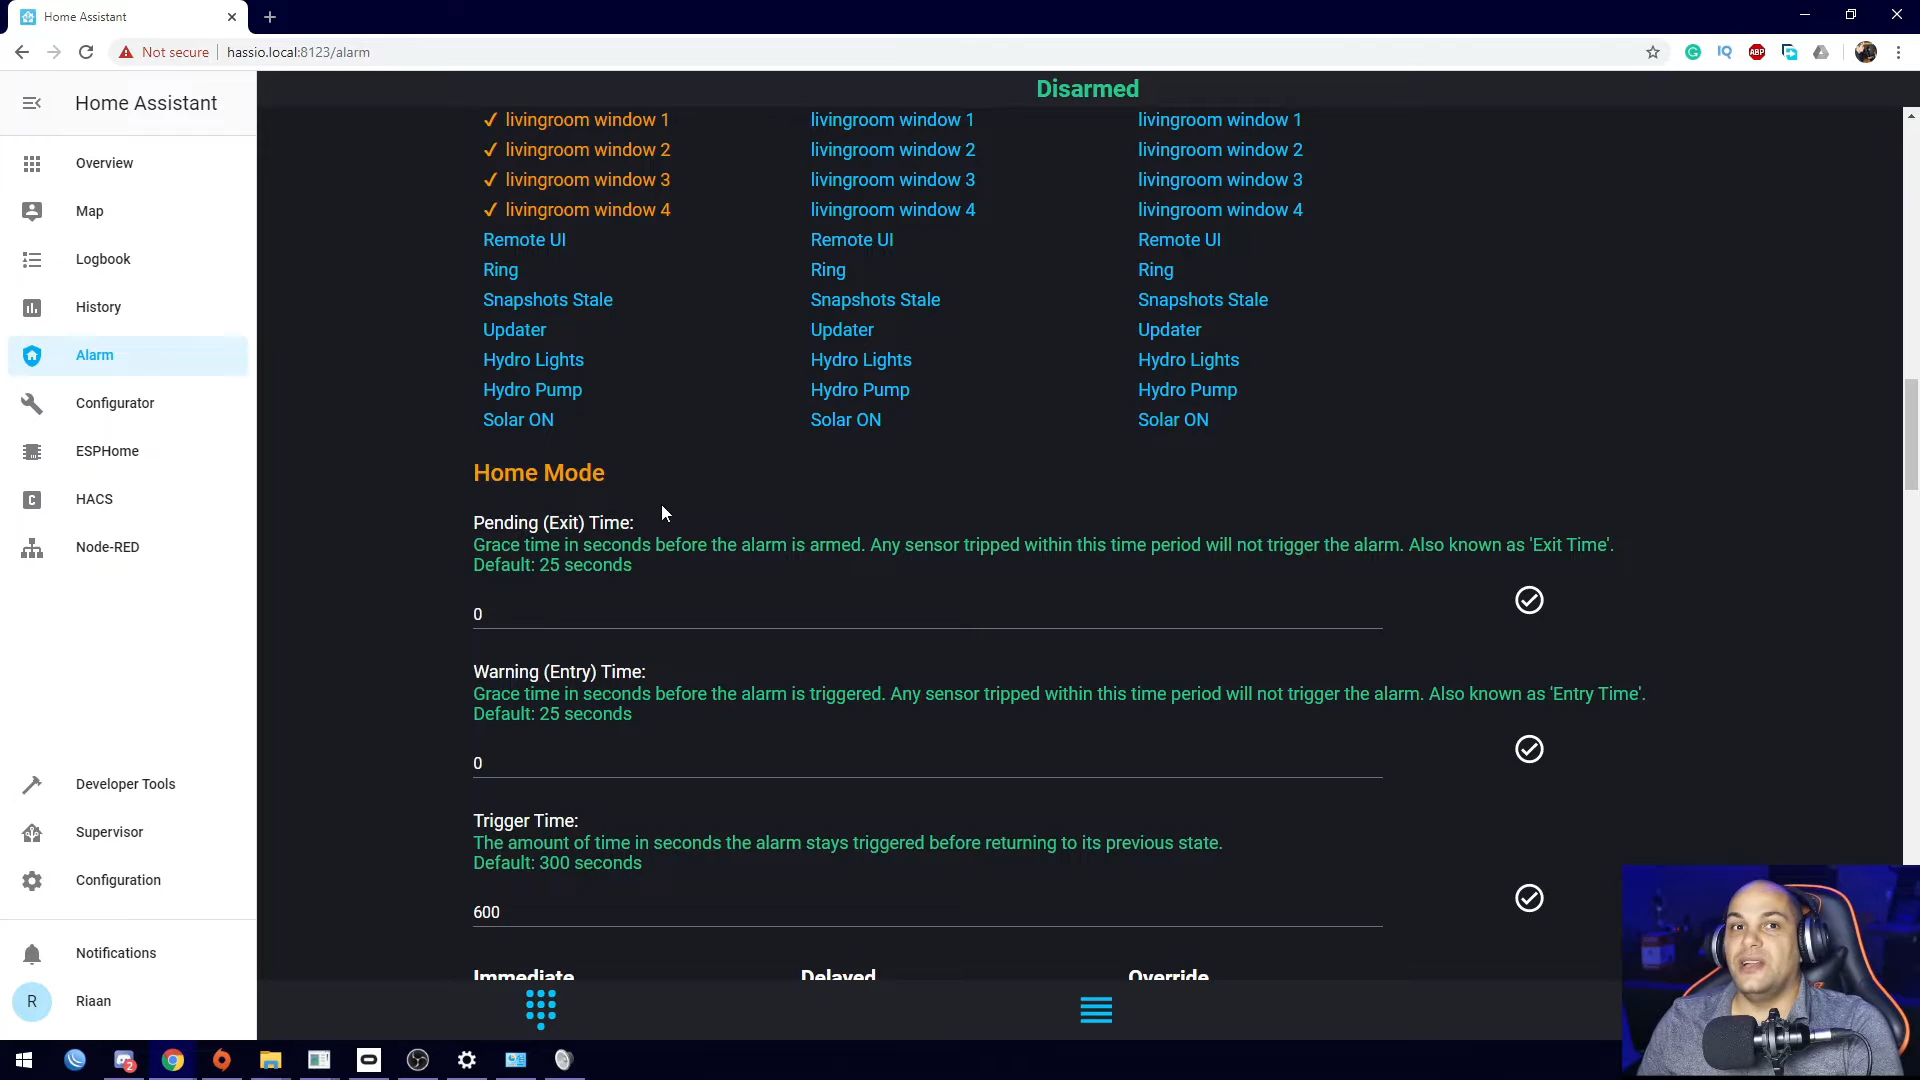 Home Assistant
Not secure
hassio.local:8123/alarm
IQ
ABP
Home Assistant
Overview
Map
Logbook
History
Alarm
Configurator
ESPHome
C
HACS
Node-RED
Developer Tools
Supervisor
Configuration
Notifications
R
Riaan
Disarmed
✓ livingroom window 1 livingroom window 1 livingroom window 1
✓ livingroom window 2 livingroom window 2 livingroom window 2
✓ livingroom window 3 livingroom window 3 livingroom window 3
✓ livingroom window 4 livingroom window 4 livingroom window 4
Remote UI Remote UI Remote UI
Ring Ring Ring
Snapshots Stale Snapshots Stale Snapshots Stale
Updater Updater Updater
Hydro Lights Hydro Lights Hydro Lights
Hydro Pump Hydro Pump Hydro Pump
Solar ON Solar ON Solar ON
Home Mode
Pending (Exit) Time:
Grace time in seconds before the alarm is armed. Any sensor tripped within this time period will not trigger the alarm. Also known as 'Exit Time'.
Default: 25 seconds
0
Warning (Entry) Time:
Grace time in seconds before the alarm is triggered. Any sensor tripped within this time period will not trigger the alarm. Also known as 'Entry Time'.
Default: 25 seconds
0
Trigger Time:
The amount of time in seconds the alarm stays triggered before returning to its previous state.
Default: 300 seconds
600
Immediate Delayed Override
2